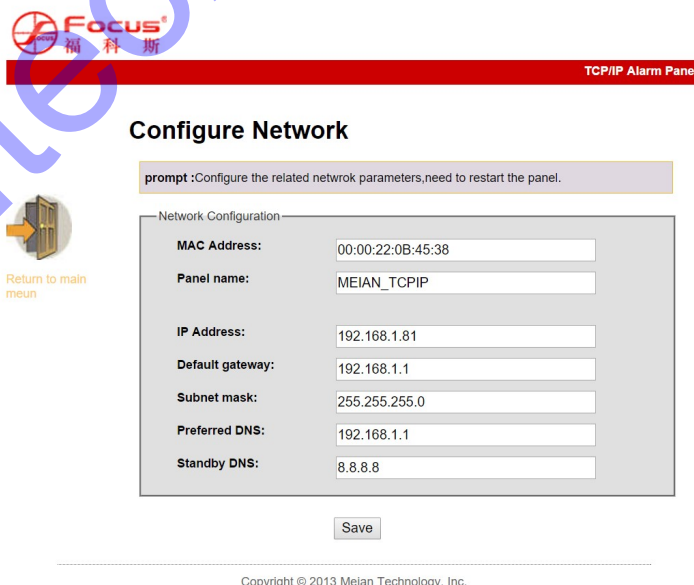 Focus®
福科斯
Focus
TCP/IP Alarm Pane
Configure Network
prompt :Configure the related netwrok parameters,need to restart the panel.
Return to main
meun
Network Configuration
MAC Address: 00:00:22:0B:45:38
Panel name: MEIAN_TCPIP
IP Address: 192.168.1.81
Default gateway: 192.168.1.1
Subnet mask: 255.255.255.0
Preferred DNS: 192.168.1.1
Standby DNS: 8.8.8.8
Save
Copyright © 2013 Meian Technology, Inc.